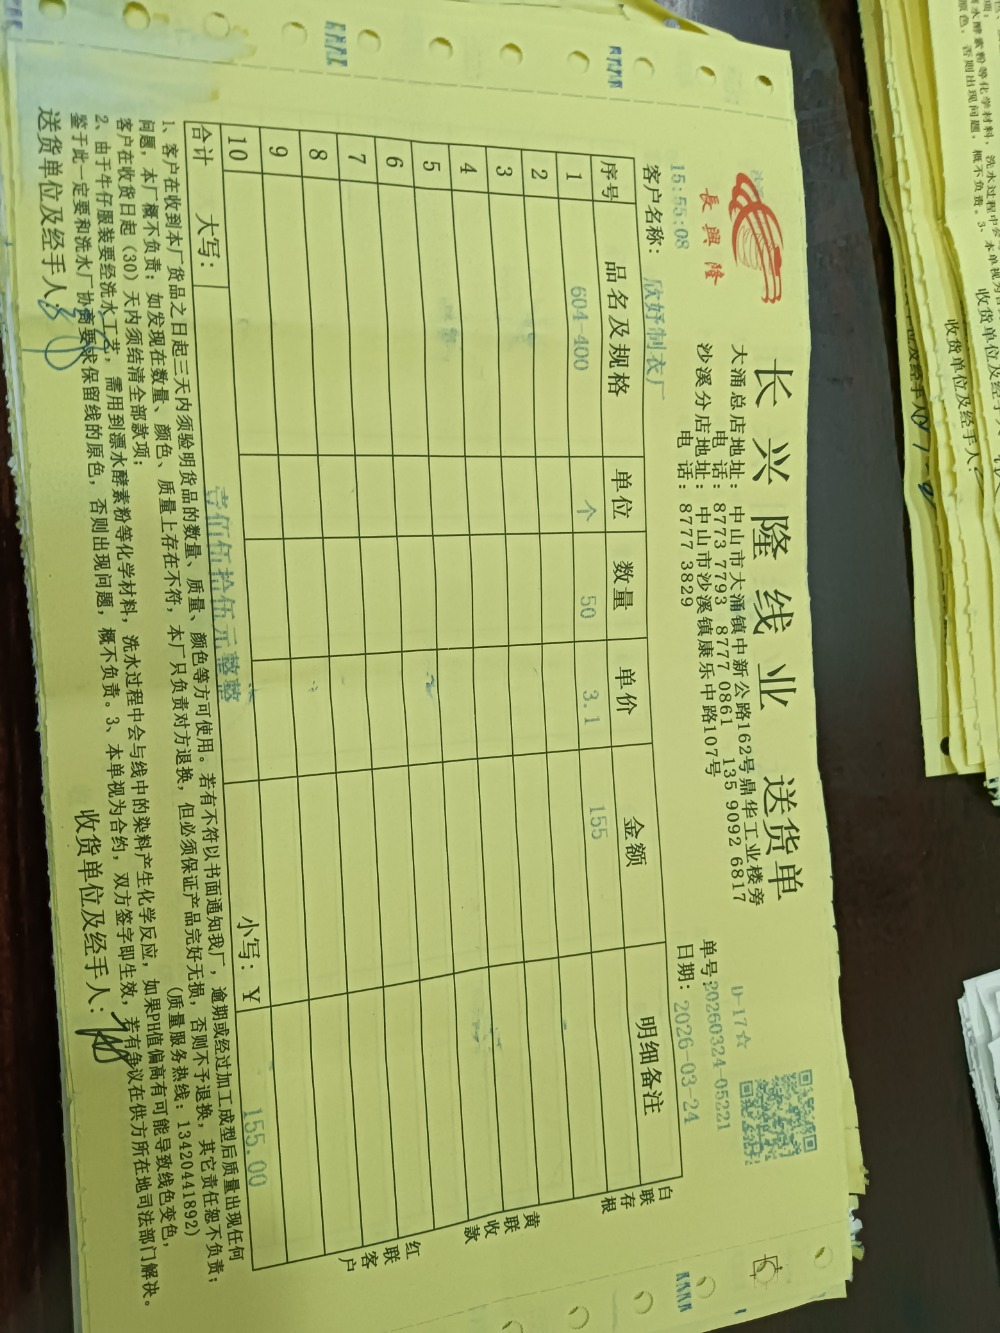 长兴隆线业 送货单
長興隆
大涌总店地址：中山市大涌镇中新公路162号鼎华工业楼旁
电 话：8773 7793 8777 0861 135 9092 6817
沙溪分店地址：中山市沙溪镇康乐中路107号
电 话：8777 3829
D-17☆
单号：20260324-05221
日期：2026-03-24
15:55:08
客户名称：欣妤制衣厂
序号 品名及规格 单位 数量 单价 金额 明细备注
1 604-400 个 50 3.1 155
2
3
4
5
6
7
8
9
10
合计 大写：壹佰伍拾伍元整整 小写：￥155.00
白联存根
黄联收款
红联客户
1、客户在收到本厂货品之日起三天内须验明货品的数量、质量、颜色等方可使用。若有不符以书面通知我厂，逾期或经过加工成型后质量出现任何
问题，本厂概不负责；如发现在数量、颜色、质量上存在不符，本厂只负责对方退换，但必须保证产品完好无损，否则不予退换，其它责任恕不负责；
客户在收货日起（30）天内须结清全部款项； （质量服务热线：13420441892）
2、由于牛仔服装要经洗水工艺，需用到漂水酵素粉等化学材料，洗水过程中会与线中的染料产生化学反应，如果PH值偏高有可能导致线色变色，
鉴于此一定要和洗水厂协商要求保留线的原色，否则出现问题，概不负责。3、本单视为合约，双方签字即生效，若有争议在供方所在地司法部门解决。
送货单位及经手人： 收货单位及经手人：
收货单位及经手人：